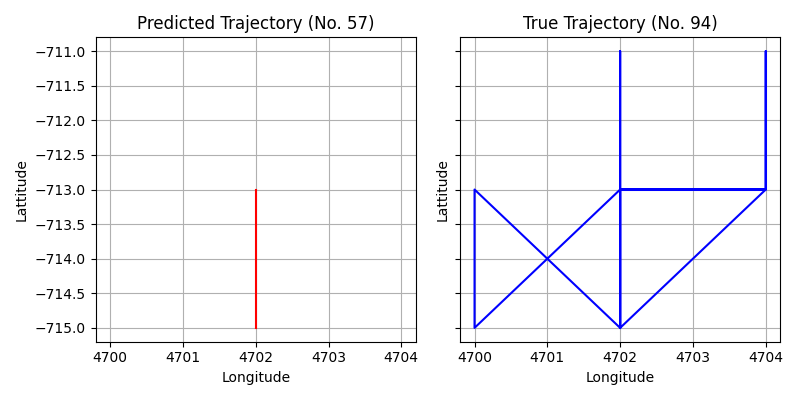 Predicted Trajectory (No. 57)
True Trajectory (No. 94)
−711.0
−711.5
−712.0
−712.5
−713.0
−713.5
−714.0
−714.5
−715.0
Lattitude
Lattitude
4700 4701 4702 4703 4704
4700 4701 4702 4703 4704
Longitude
Longitude